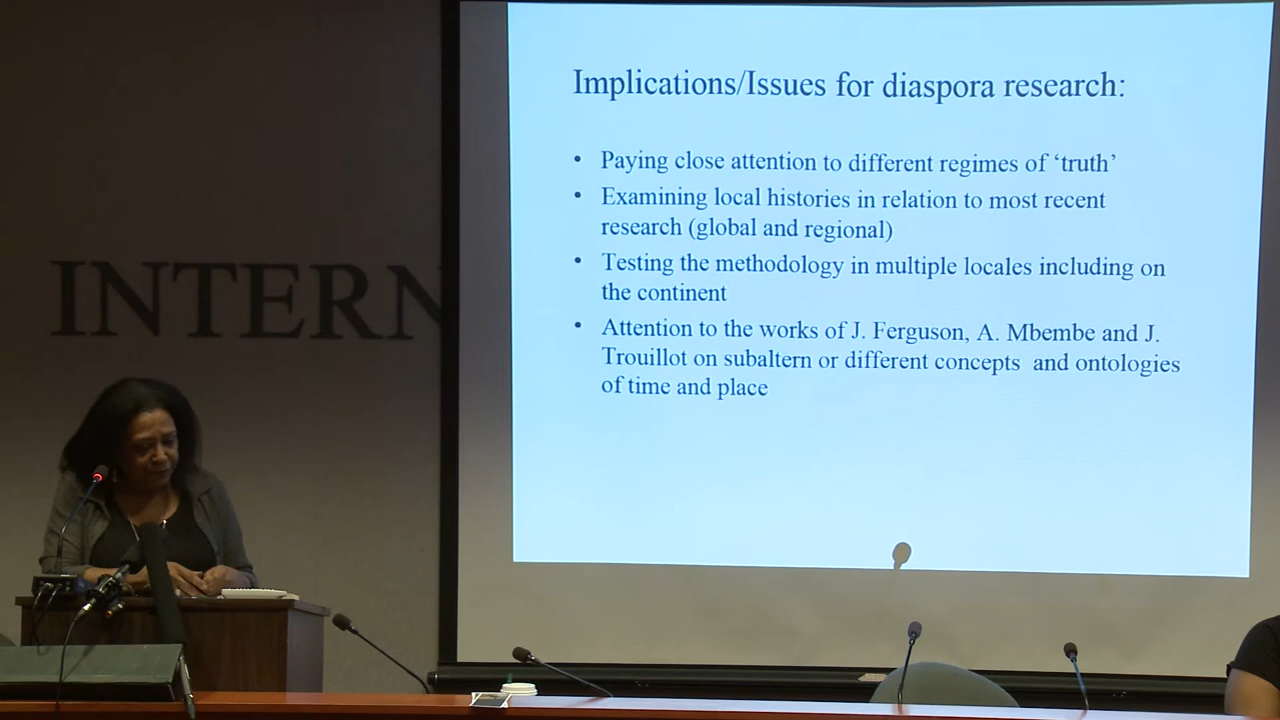 Implications/Issues for diaspora research:
• Paying close attention to different regimes of ‘truth’
• Examining local histories in relation to most recent
research (global and regional)
• Testing the methodology in multiple locales including on
the continent
• Attention to the works of J. Ferguson, A. Mbembe and J.
Trouillot on subaltern or different concepts  and ontologies
of time and place
INTERN